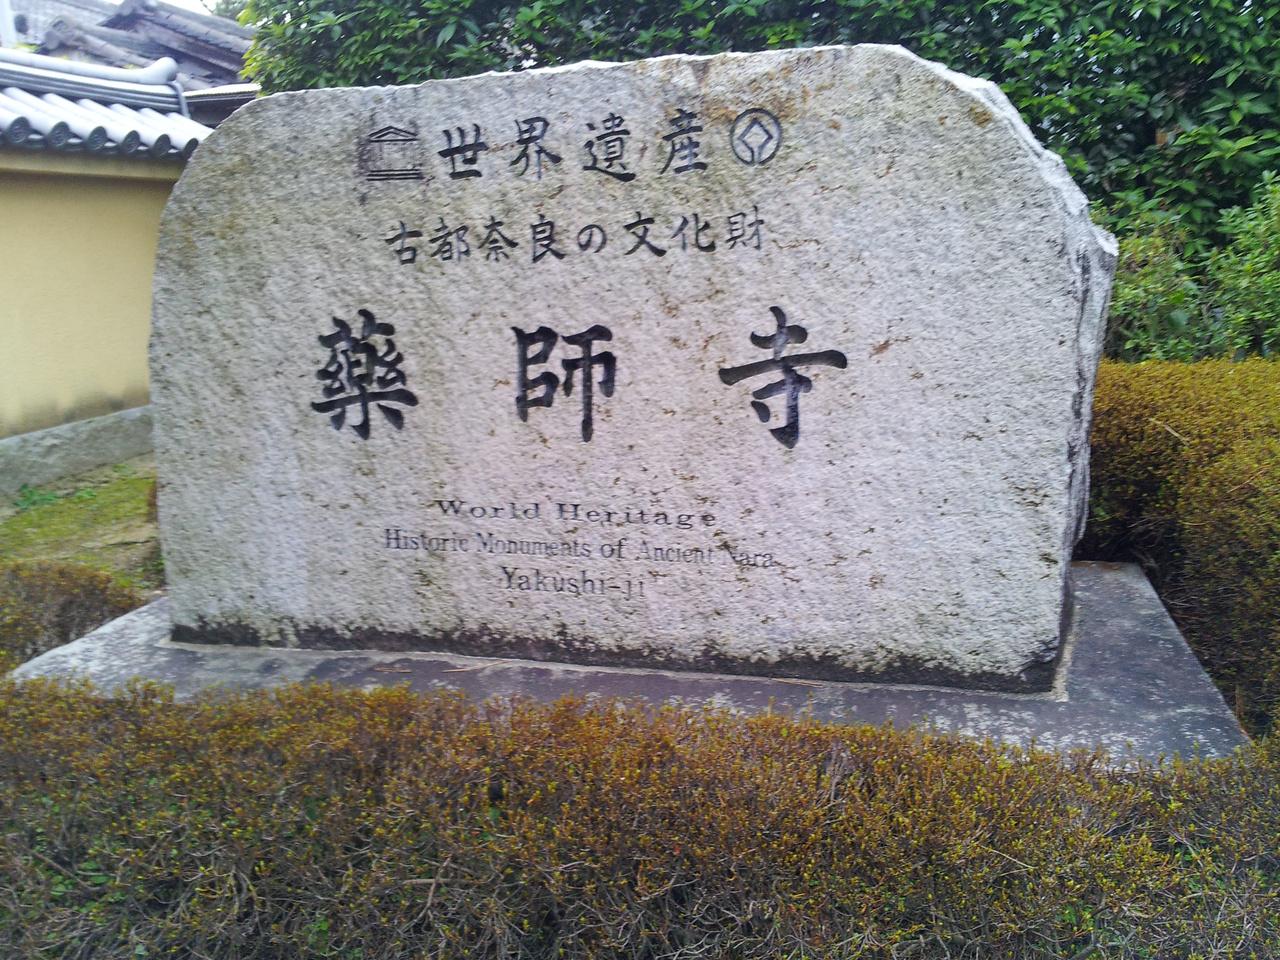 世界遺産
古都奈良の文化財
藥師寺
World Heritage
Historic Monuments of Ancient Nara
Yakushi-ji